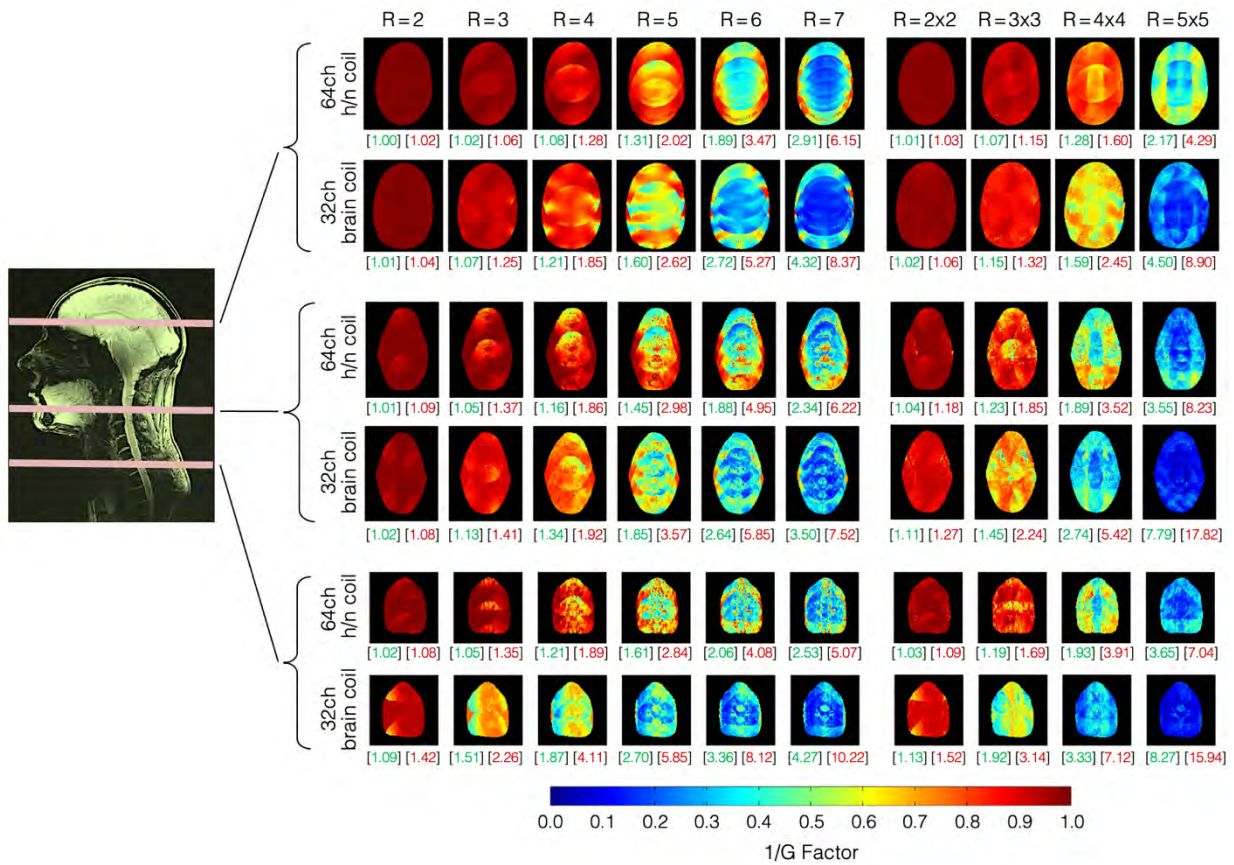 R=2 R=3 R=4 R=5 R=6 R=7 R=2x2 R=3x3 R=4x4 R=5x5
64ch
h/n coil
[1.00] [1.02] [1.02] [1.06] [1.08] [1.28] [1.31] [2.02] [1.89] [3.47] [2.91] [6.15] [1.01] [1.03] [1.07] [1.15] [1.28] [1.60] [2.17] [4.29]
32ch
brain coil
[1.01] [1.04] [1.07] [1.25] [1.21] [1.85] [1.60] [2.62] [2.72] [5.27] [4.32] [8.37] [1.02] [1.06] [1.15] [1.32] [1.59] [2.45] [4.50] [8.90]
64ch
h/n coil
[1.01] [1.09] [1.05] [1.37] [1.16] [1.86] [1.45] [2.98] [1.88] [4.95] [2.34] [6.22] [1.04] [1.18] [1.23] [1.85] [1.89] [3.52] [3.55] [8.23]
32ch
brain coil
[1.02] [1.08] [1.13] [1.41] [1.34] [1.92] [1.85] [3.57] [2.64] [5.85] [3.50] [7.52] [1.11] [1.27] [1.45] [2.24] [2.74] [5.42] [7.79] [17.82]
64ch
h/n coil
[1.02] [1.08] [1.05] [1.35] [1.21] [1.89] [1.61] [2.84] [2.06] [4.08] [2.53] [5.07] [1.03] [1.09] [1.19] [1.69] [1.93] [3.91] [3.65] [7.04]
32ch
brain coil
[1.09] [1.42] [1.51] [2.26] [1.87] [4.11] [2.70] [5.85] [3.36] [8.12] [4.27] [10.22] [1.13] [1.52] [1.92] [3.14] [3.33] [7.12] [8.27] [15.94]
0.0 0.1 0.2 0.3 0.4 0.5 0.6 0.7 0.8 0.9 1.0
1/G Factor